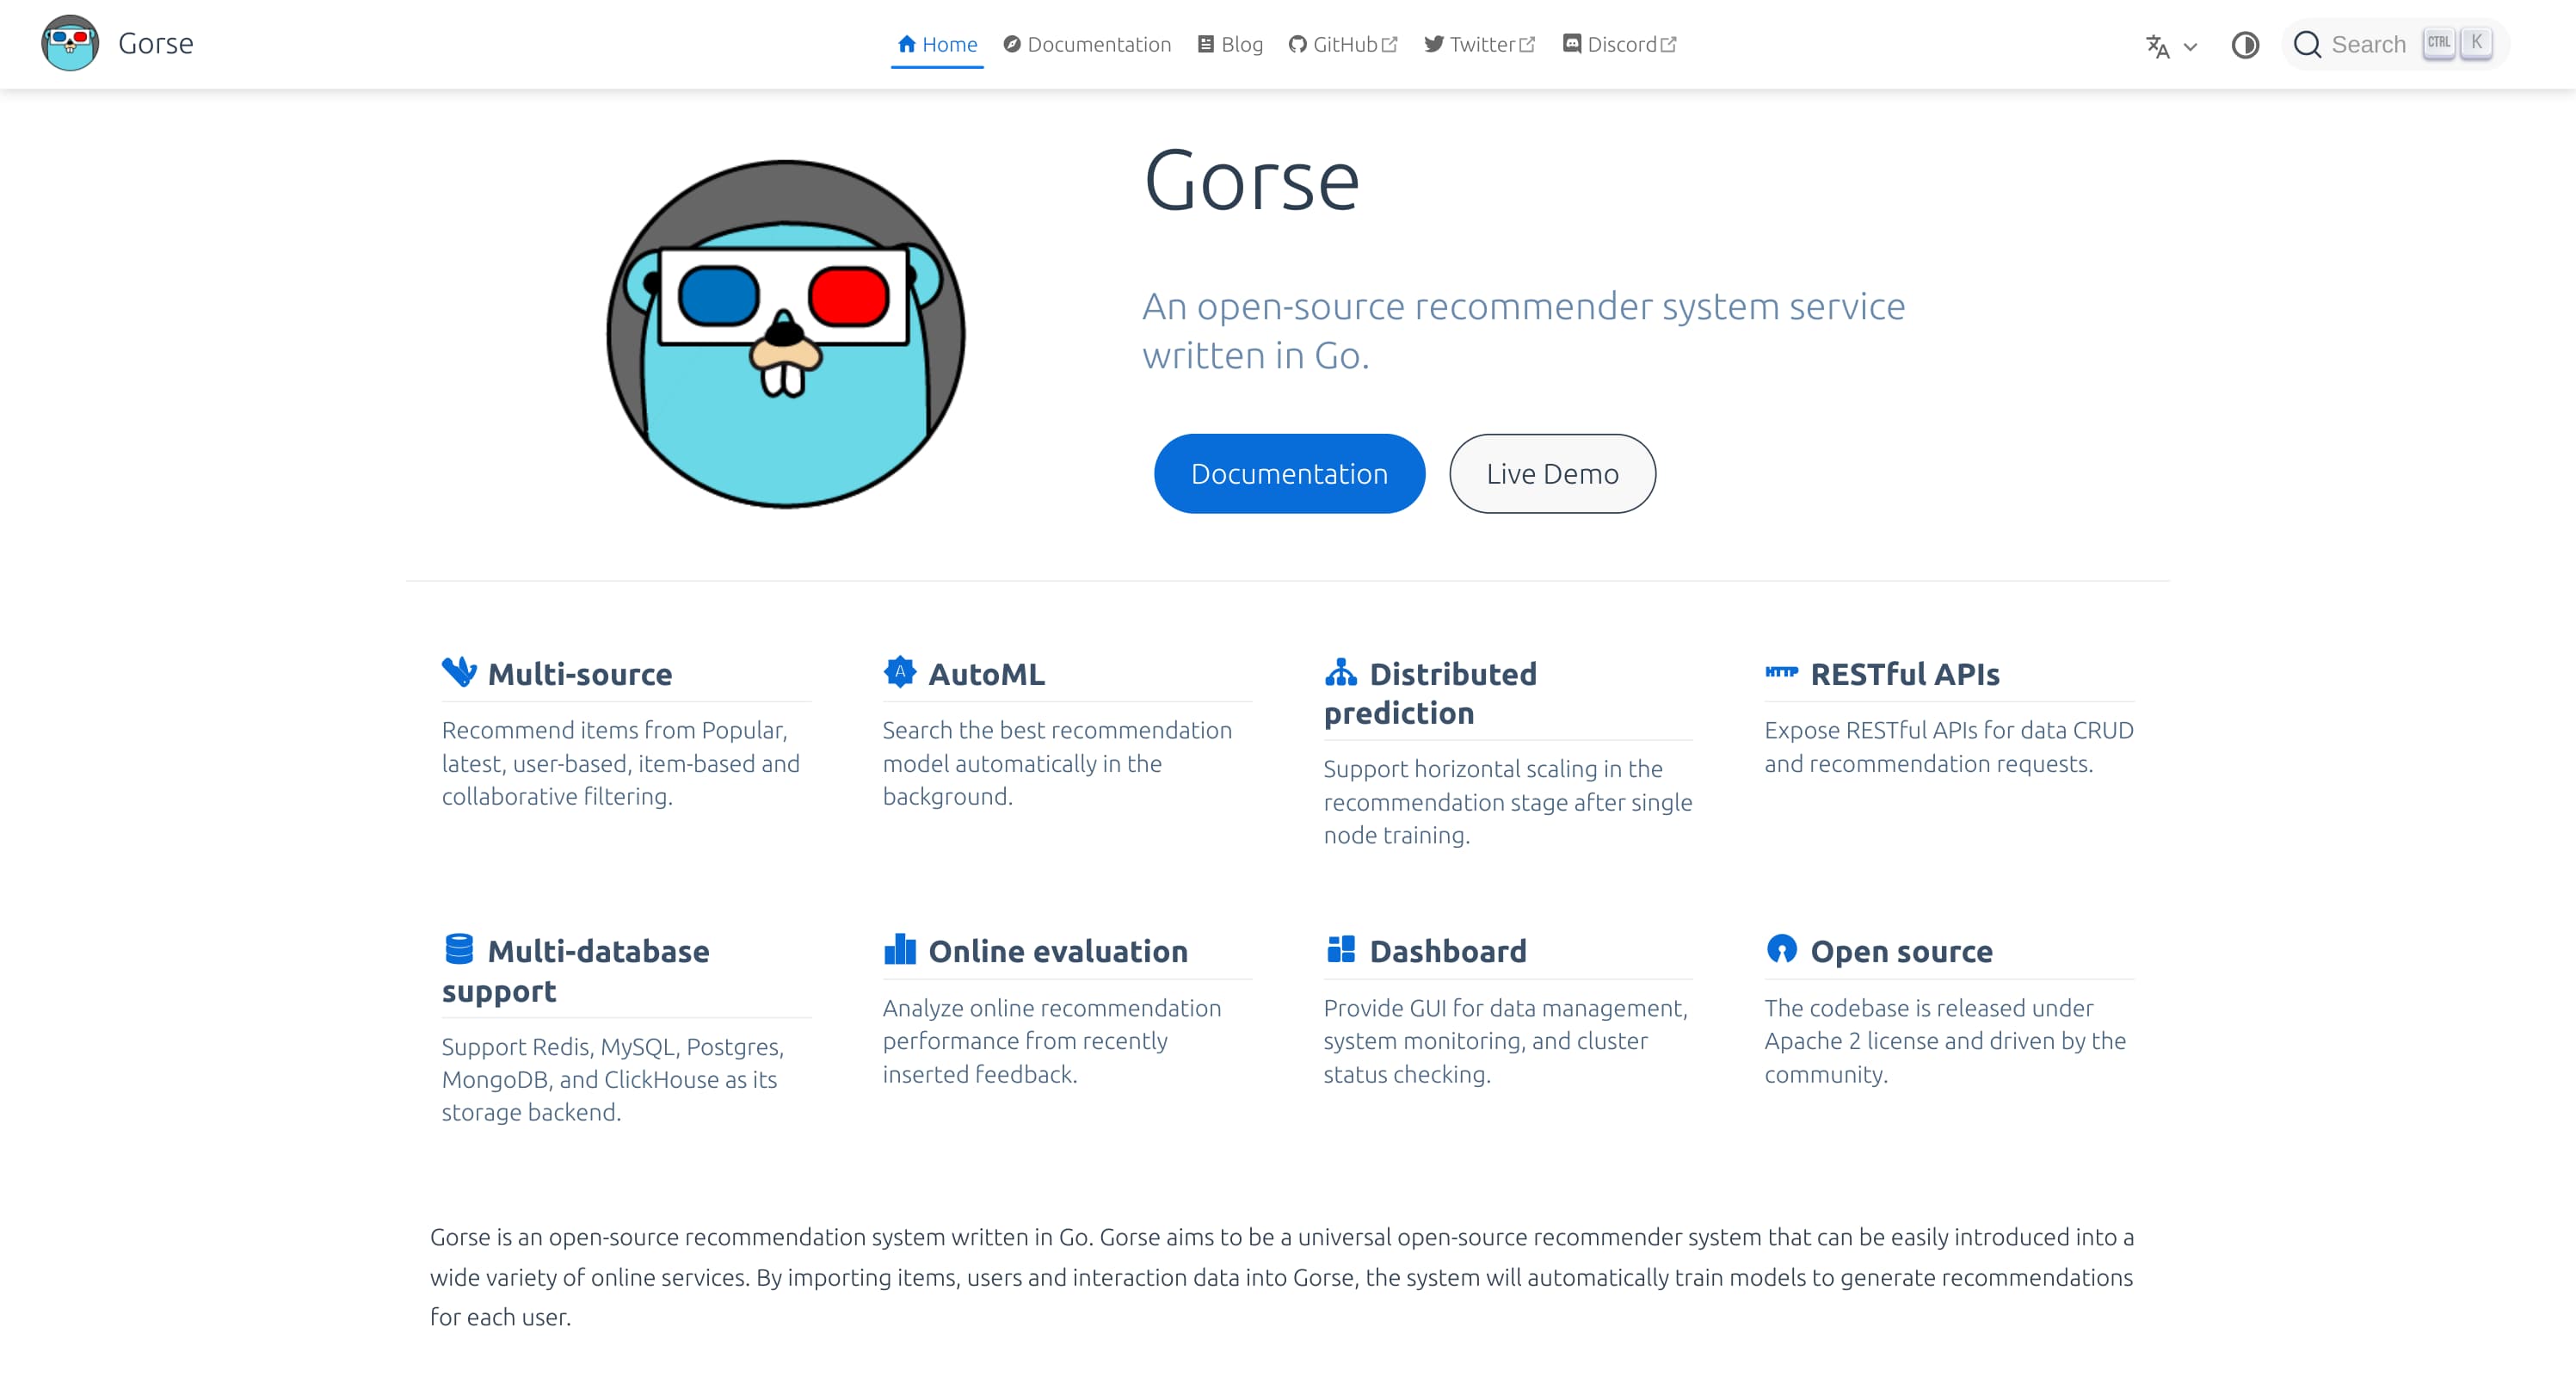 Gorse
Home
Documentation
Blog
GitHub
Twitter
Discord
Search
CTRL
K
Gorse
An open-source recommender system service
written in Go.
Documentation
Live Demo
Multi-source
Recommend items from Popular,
latest, user-based, item-based and
collaborative filtering.
A
AutoML
Search the best recommendation
model automatically in the
background.
Distributed
prediction
Support horizontal scaling in the
recommendation stage after single
node training.
HTTP
RESTful APIs
Expose RESTful APIs for data CRUD
and recommendation requests.
Multi-database
support
Support Redis, MySQL, Postgres,
MongoDB, and ClickHouse as its
storage backend.
Online evaluation
Analyze online recommendation
performance from recently
inserted feedback.
Dashboard
Provide GUI for data management,
system monitoring, and cluster
status checking.
Open source
The codebase is released under
Apache 2 license and driven by the
community.
Gorse is an open-source recommendation system written in Go. Gorse aims to be a universal open-source recommender system that can be easily introduced into a
wide variety of online services. By importing items, users and interaction data into Gorse, the system will automatically train models to generate recommendations
for each user.